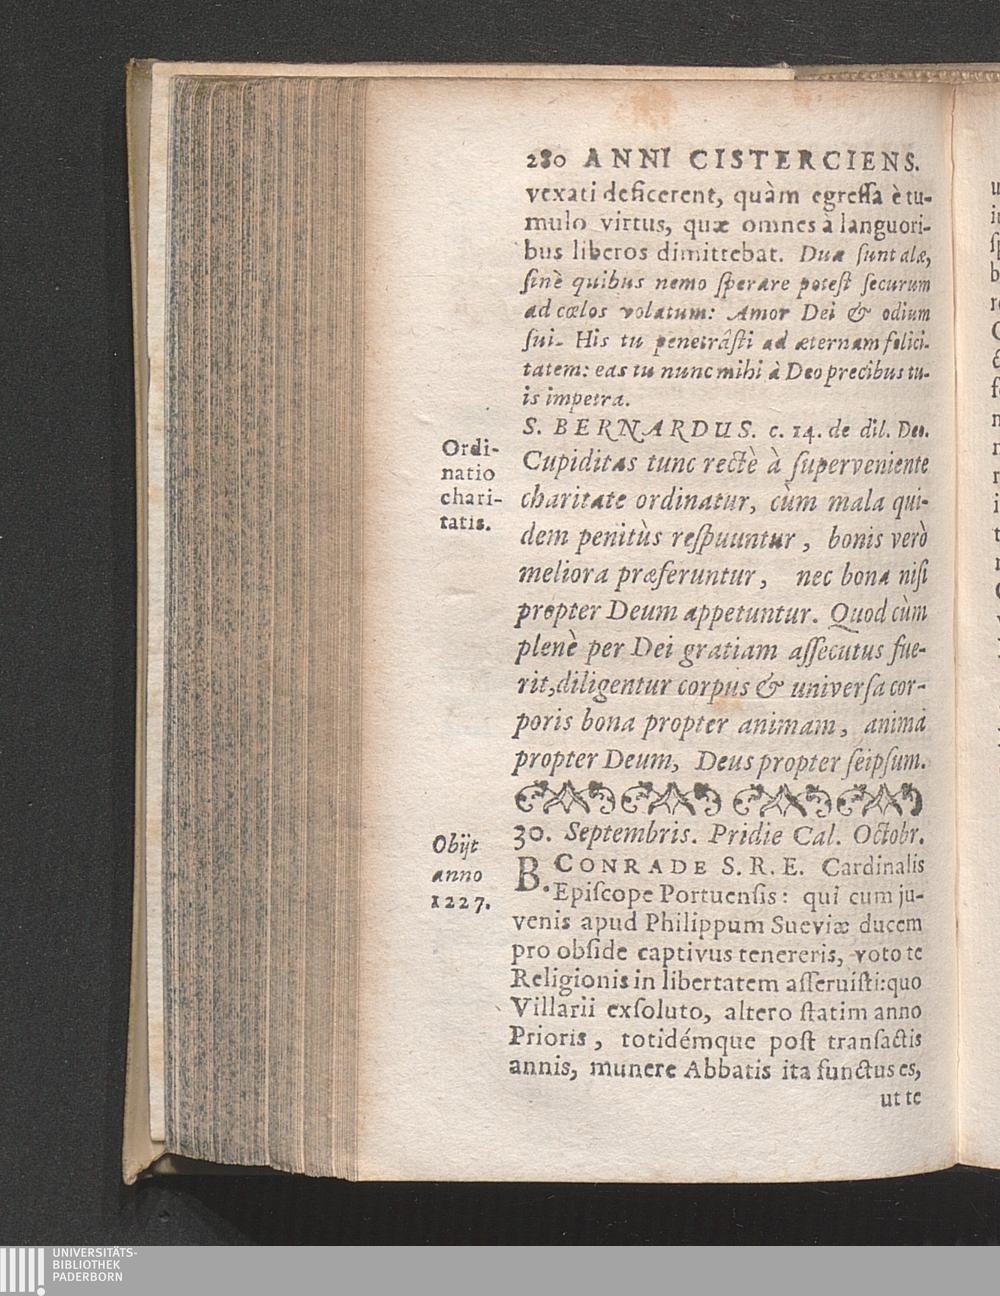 280 ANNI CISTERCIENS.
vexati deficerent, quàm egreſſa è tu-
mulo virtus, quæ omnes à languori-
bus liberos dimittebat. Duæ ſunt alæ,
ſinè quibus nemo ſperare poteſt ſecurum
ad cœlos volatum: Amor Dei & odium
ſui. His tu penetrâſti ad æternam felici-
tatem: eas tu nunc mihi à Deo precibus tu-
is impetra.
S. BERNARDUS. c. 14. de dil. Deo.
Ordi-
natio
chari-
tatis.
Cupiditas tunc rectè à ſuperveniente
charitate ordinatur, cùm mala qui-
dem penitùs reſpuuntur, bonis verò
meliora præferuntur, nec bona niſi
propter Deum appetuntur. Quod cùm
plenè per Dei gratiam aſſecutus fue-
rit, diligentur corpus & univerſa cor-
poris bona propter animam, anima
propter Deum, Deus propter ſeipſum.
30. Septembris. Pridie Cal. Octobr.
Obijt
anno
1227.
B. CONRADE S. R. E. Cardinalis
Epiſcope Portuenſis: qui cum ju-
venis apud Philippum Sueviæ ducem
pro obſide captivus tenereris, voto te
Religionis in libertatem aſſeruiſti: quo
Villarii exſoluto, altero ſtatim anno
Prioris, totidémque poſt tranſactis
annis, munere Abbatis ita functus es,
ut te
UNIVERSITÄTS-
BIBLIOTHEK
PADERBORN